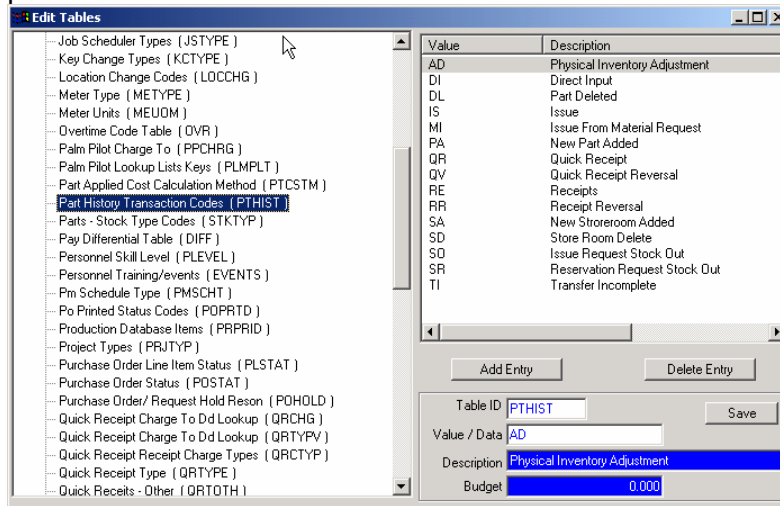 Edit Tables
Job Scheduler Types ( JSTYPE )
Key Change Types ( KCTYPE )
Location Change Codes ( LOCCHG )
Meter Type ( METYPE )
Meter Units ( MEUOM )
Overtime Code Table ( OVR )
Palm Pilot Charge To ( PPCHRG )
Palm Pilot Lookup Lists Keys ( PLMPLT )
Part Applied Cost Calculation Method ( PTCSTM )
Part History Transaction Codes ( PTHIST )
Parts - Stock Type Codes ( STKTYP )
Pay Differential Table ( DIFF )
Personnel Skill Level ( PLEVEL )
Personnel Training/events ( EVENTS )
Pm Schedule Type ( PMSCHT )
Po Printed Status Codes ( POPRTD )
Production Database Items ( PRPRID )
Project Types ( PRJTYP )
Purchase Order Line Item Status ( PLSTAT )
Purchase Order Status ( POSTAT )
Purchase Order/ Request Hold Reson ( POHOLD )
Quick Receipt Charge To Dd Lookup ( QRCHG )
Quick Receipt Charge To Dd Lookup ( QRTYPV )
Quick Receipt Receipt Charge Types ( QRCTYP )
Quick Receipt Type ( QRTYPE )
Quick Receits - Other ( QRTOTH )
Value Description
AD Physical Inventory Adjustment
DI Direct Input
DL Part Deleted
IS Issue
MI Issue From Material Request
PA New Part Added
QR Quick Receipt
QV Quick Receipt Reversal
RE Receipts
RR Receipt Reversal
SA New Stroreroom Added
SD Store Room Delete
SO Issue Request Stock Out
SR Reservation Request Stock Out
TI Transfer Incomplete
Add Entry Delete Entry
Table ID PTHIST Save
Value / Data AD
Description Physical Inventory Adjustment
Budget 0.000